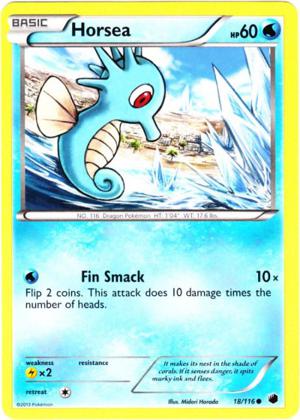 BASIC
Horsea HP60
NO. 116 Dragon Pokémon HT: 1'04" WT: 17.6 lbs.
Fin Smack 10×
Flip 2 coins. This attack does 10 damage times the
number of heads.
weakness resistance
×2
retreat
It makes its nest in the shade of
corals. If it senses danger, it spits
murky ink and flees.
©2013 Pokémon Illus. Midori Harada 18/116